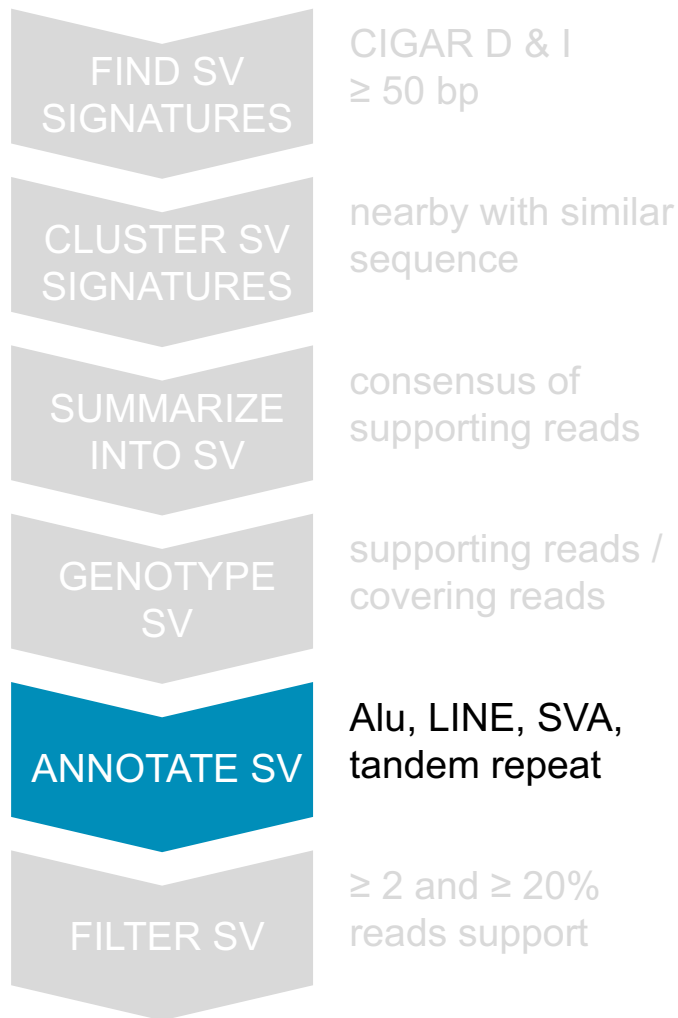 FIND SV
SIGNATURES
CIGAR D & I
≥ 50 bp
CLUSTER SV
SIGNATURES
nearby with similar
sequence
SUMMARIZE
INTO SV
consensus of
supporting reads
GENOTYPE
SV
supporting reads /
covering reads
ANNOTATE SV
Alu, LINE, SVA,
tandem repeat
FILTER SV
≥ 2 and ≥ 20%
reads support